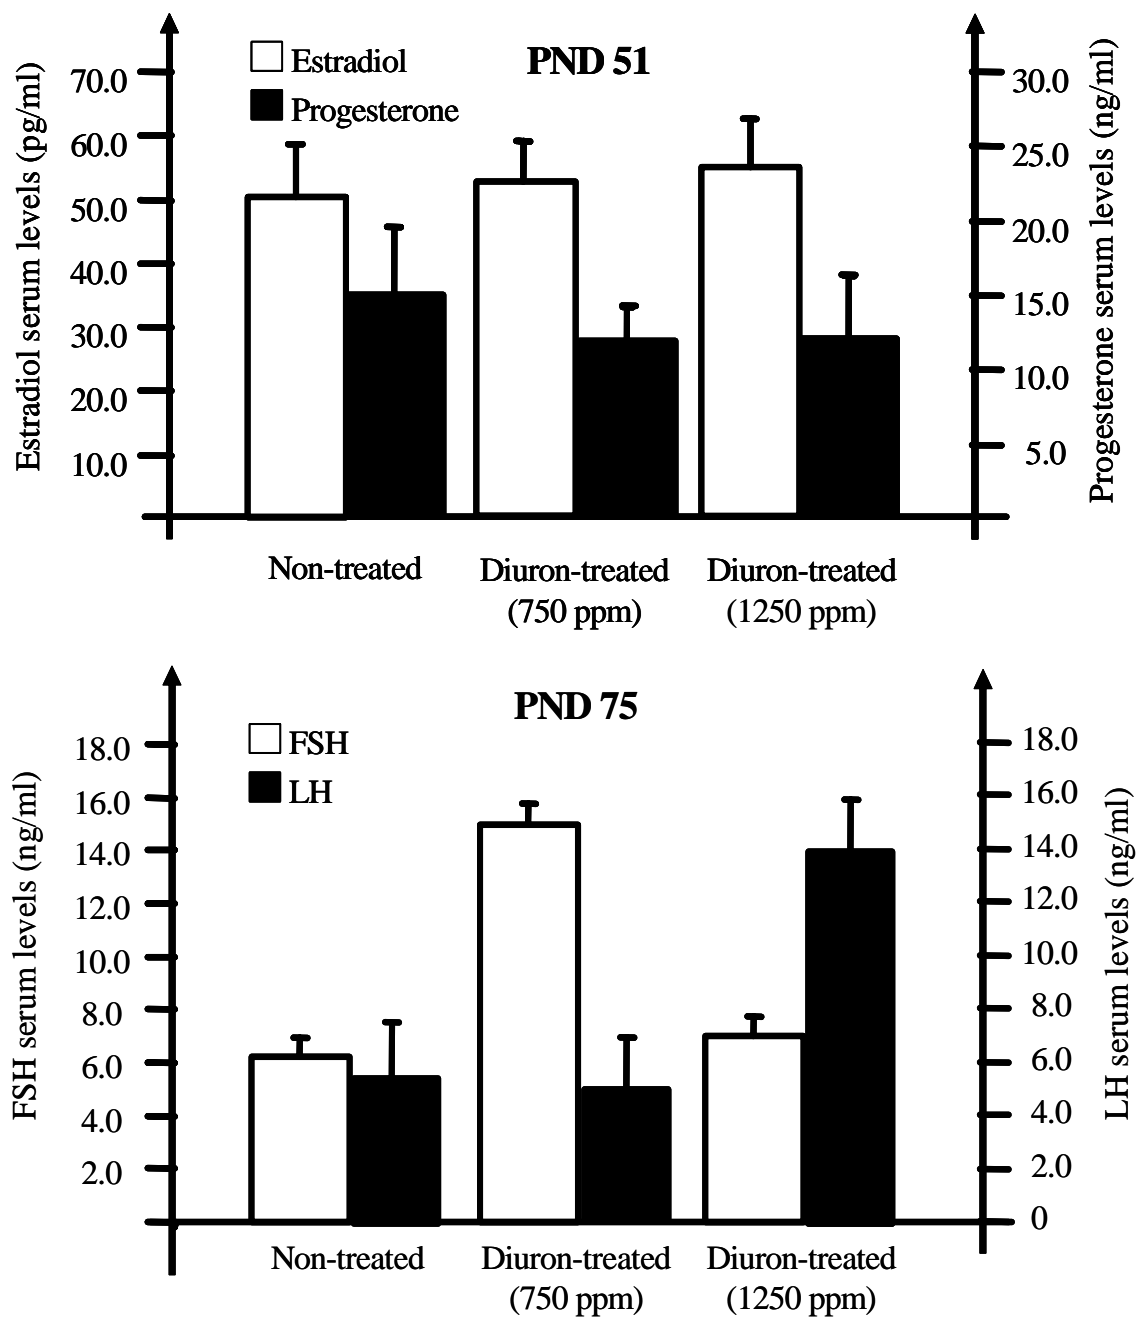 PND 51
Estradiol
Progesterone
Estradiol serum levels (pg/ml)
70.0
60.0
50.0
40.0
30.0
20.0
10.0
Progesterone serum levels (ng/ml)
30.0
25.0
20.0
15.0
10.0
5.0
Non-treated
Diuron-treated
(750 ppm)
Diuron-treated
(1250 ppm)
PND 75
FSH
LH
FSH serum levels (ng/ml)
18.0
16.0
14.0
12.0
10.0
8.0
6.0
4.0
2.0
LH serum levels (ng/ml)
18.0
16.0
14.0
12.0
10.0
8.0
6.0
4.0
2.0
0
Non-treated
Diuron-treated
(750 ppm)
Diuron-treated
(1250 ppm)